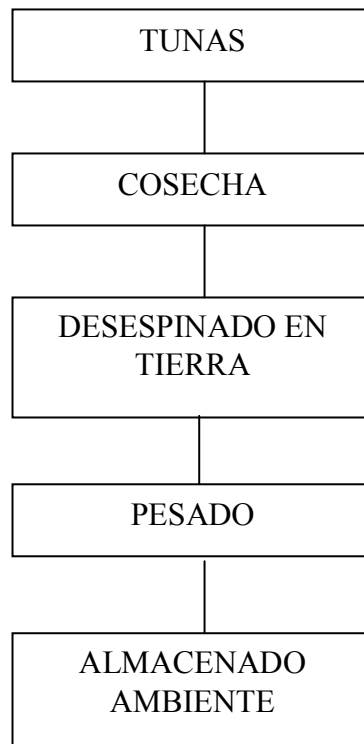 TUNAS
COSECHA
DESESPINADO EN
TIERRA
PESADO
ALMACENADO
AMBIENTE